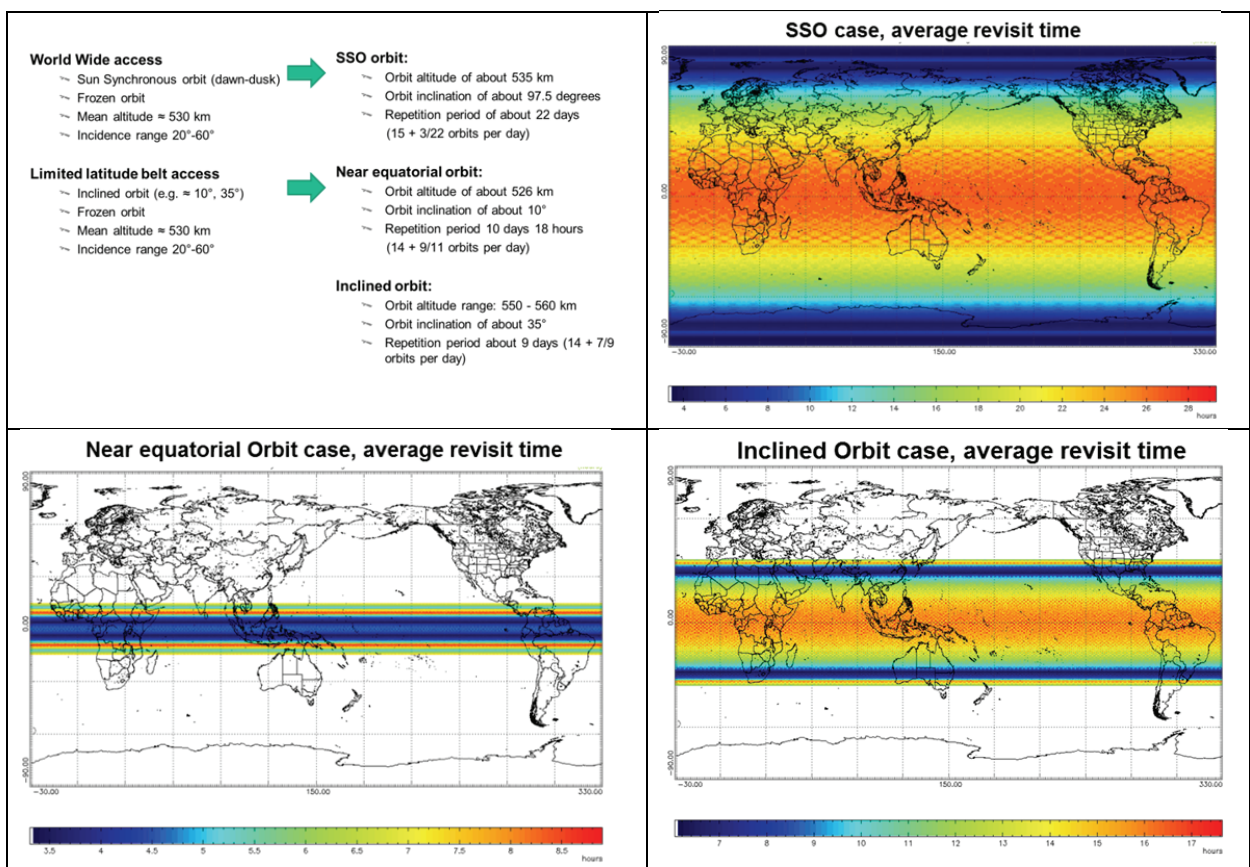 World Wide access
Sun Synchronous orbit (dawn-dusk)
Frozen orbit
Mean altitude ≈ 530 km
Incidence range 20°-60°
Limited latitude belt access
Inclined orbit (e.g. ≈ 10°, 35°)
Frozen orbit
Mean altitude ≈ 530 km
Incidence range 20°-60°
SSO orbit:
Orbit altitude of about 535 km
Orbit inclination of about 97.5 degrees
Repetition period of about 22 days
(15 + 3/22 orbits per day)
Near equatorial orbit:
Orbit altitude of about 526 km
Orbit inclination of about 10°
Repetition period 10 days 18 hours
(14 + 9/11 orbits per day)
Inclined orbit:
Orbit altitude range: 550 - 560 km
Orbit inclination of about 35°
Repetition period about 9 days (14 + 7/9
orbits per day)
SSO case, average revisit time
90.00
0.00
-90.00
-30.00 150.00 330.00
4 6 8 10 12 14 16 18 20 22 24 26 28
hours
Near equatorial Orbit case, average revisit time
90.00
0.00
-90.00
-30.00 150.00 330.00
3.5 4 4.5 5 5.5 6 6.5 7 7.5 8 8.5
hours
Inclined Orbit case, average revisit time
90.00
0.00
-90.00
-30.00 150.00 330.00
7 8 9 10 11 12 13 14 15 16 17
hours